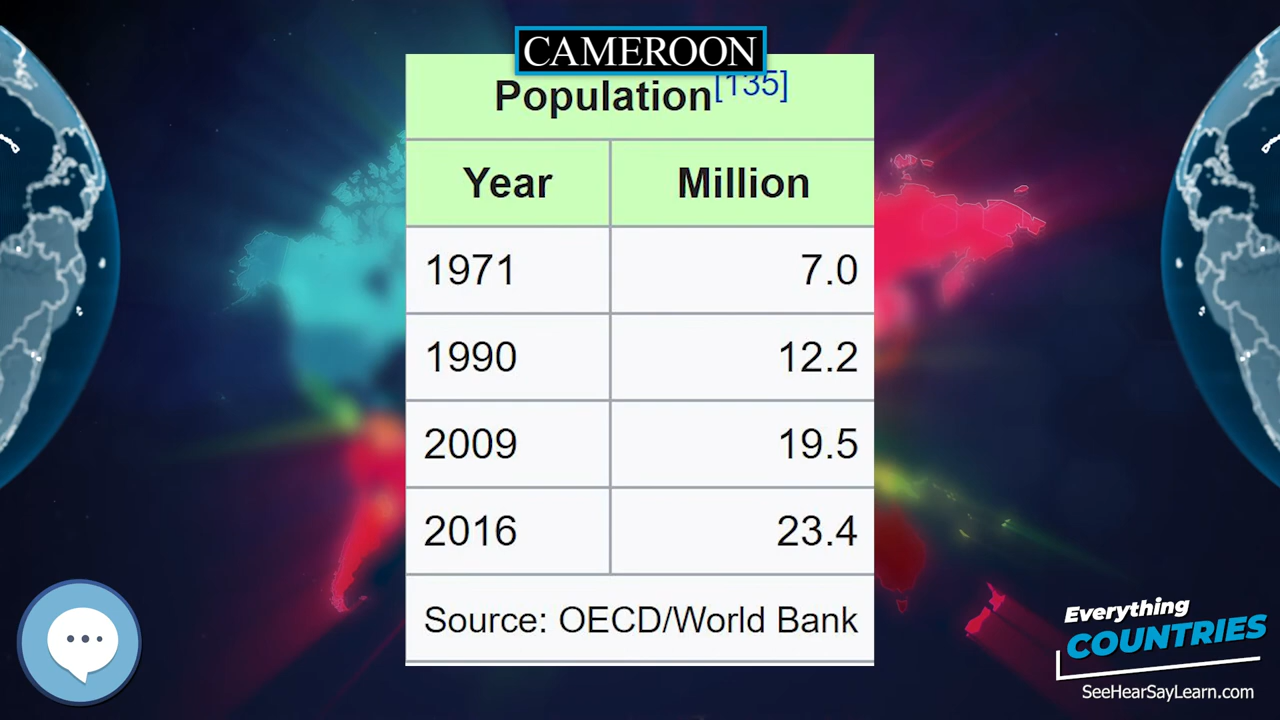 CAMEROON
Population[135]
Year Million
1971 7.0
1990 12.2
2009 19.5
2016 23.4
Source: OECD/World Bank
Everything
COUNTRIES
SeeHearSayLearn.com